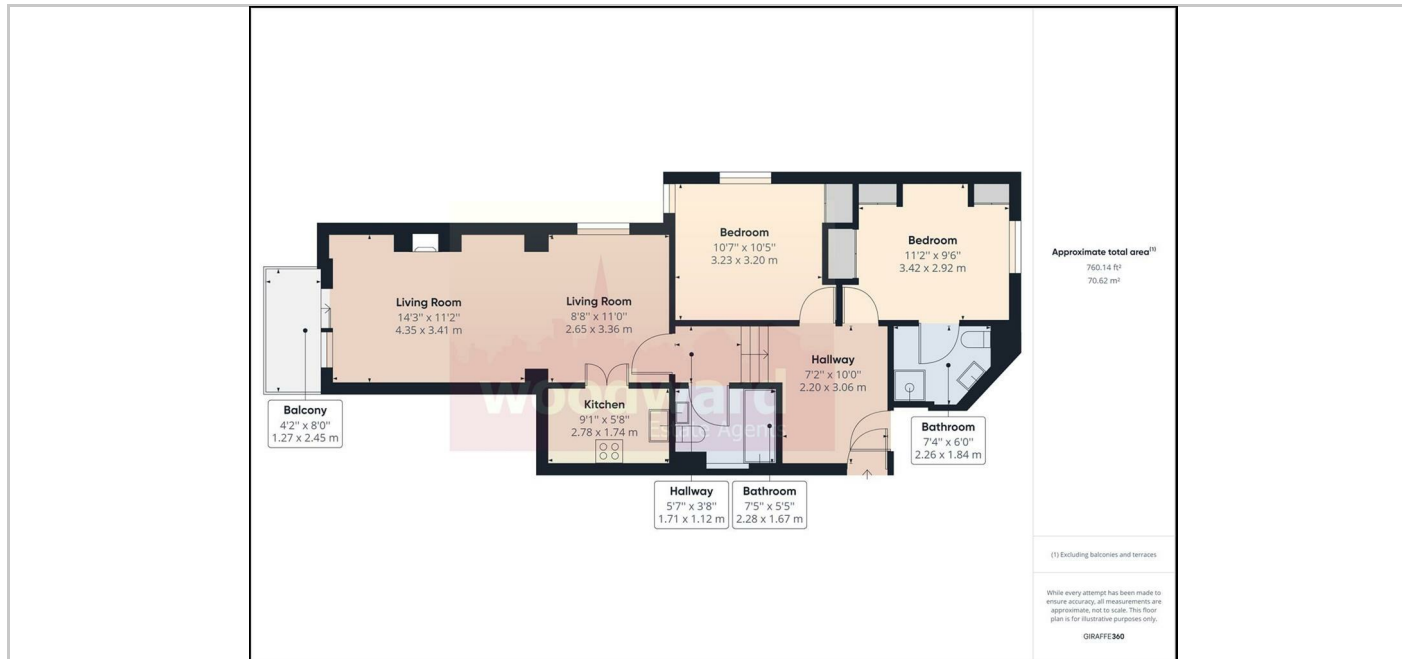 Bedroom
10'7" x 10'5"
3.23 x 3.20 m
Bedroom
11'2" x 9'6"
3.42 x 2.92 m
Approximate total area(1)
760.14 ft²
70.62 m²
Living Room
14'3" x 11'2"
4.35 x 3.41 m
Living Room
8'8" x 11'0"
2.65 x 3.36 m
Hallway
7'2" x 10'0"
2.20 x 3.06 m
woodward
Estate Agents
Kitchen
9'1" x 5'8"
2.78 x 1.74 m
Balcony
4'2" x 8'0"
1.27 x 2.45 m
Bathroom
7'4" x 6'0"
2.26 x 1.84 m
Hallway
5'7" x 3'8"
1.71 x 1.12 m
Bathroom
7'5" x 5'5"
2.28 x 1.67 m
(1) Excluding balconies and terraces
While every attempt has been made to
ensure accuracy, all measurements are
approximate, not to scale. This floor
plan is for illustrative purposes only.
GIRAFFE360